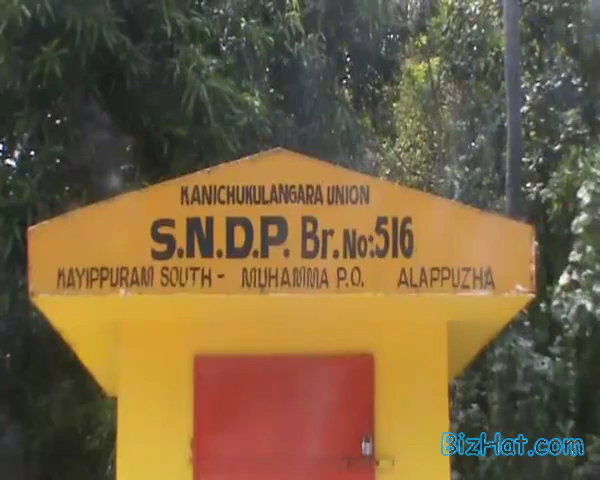 KANICHUKULANGARA UNION
S.N.D.P. Br. No:516
KAYIPPURAM SOUTH - MUHAMMA P.O. ALAPPUZHA
BizHat.com